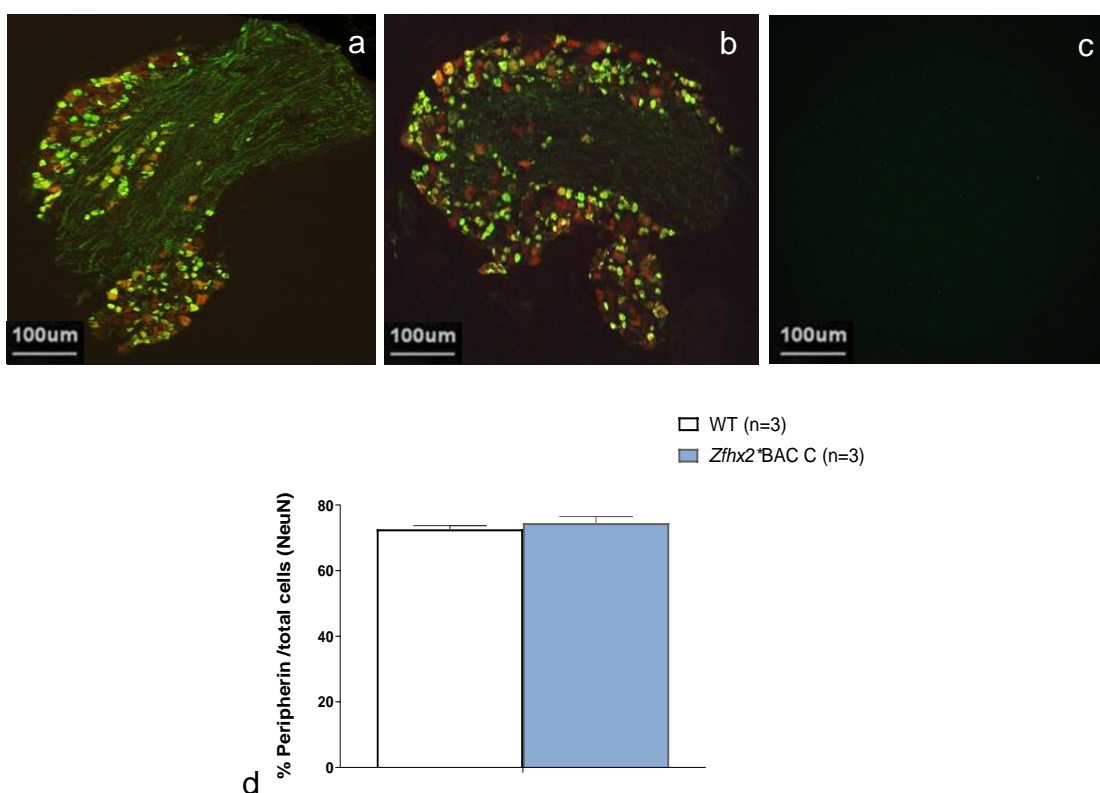 a
b
c
100um
100um
100um
WT (n=3)
Zfhx2*BAC C (n=3)
% Peripherin /total cells (NeuN)
80
60
40
20
0
d